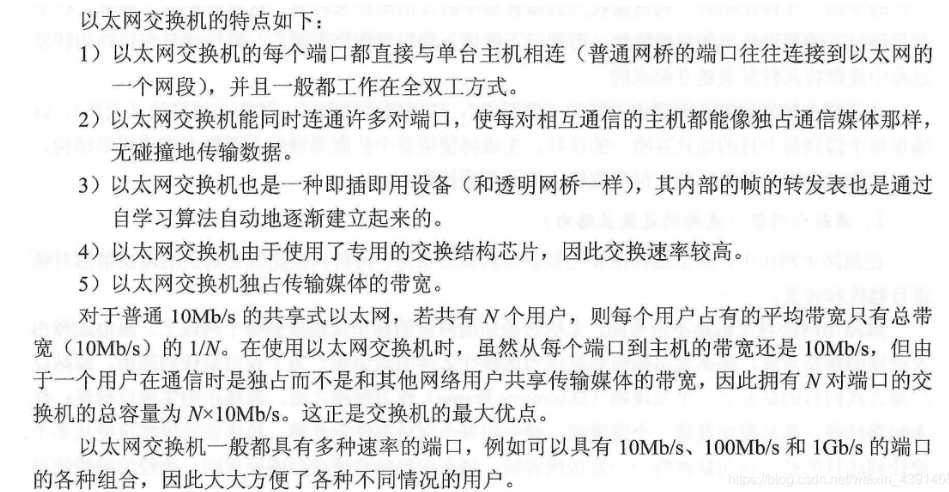 以太网交换机的特点如下：
1）以太网交换机的每个端口都直接与单台主机相连（普通网桥的端口往往连接到以太网的
一个网段），并且一般都工作在全双工方式。
2）以太网交换机能同时连通许多对端口，使每对相互通信的主机都能像独占通信媒体那样，
无碰撞地传输数据。
3）以太网交换机也是一种即插即用设备（和透明网桥一样），其内部的帧的转发表也是通过
自学习算法自动地逐渐建立起来的。
4）以太网交换机由于使用了专用的交换结构芯片，因此交换速率较高。
5）以太网交换机独占传输媒体的带宽。
对于普通 10Mb/s 的共享式以太网，若共有 N 个用户，则每个用户占有的平均带宽只有总带
宽（10Mb/s）的 1/N。在使用以太网交换机时，虽然从每个端口到主机的带宽还是 10Mb/s，但由
于一个用户在通信时是独占而不是和其他网络用户共享传输媒体的带宽，因此拥有 N 对端口的交
换机的总容量为 N×10Mb/s。这正是交换机的最大优点。
以太网交换机一般都具有多种速率的端口，例如可以具有 10Mb/s、100Mb/s 和 1Gb/s 的端口
的各种组合，因此大大方便了各种不同情况的用户。
https://blog.csdn.net/weixin_439146